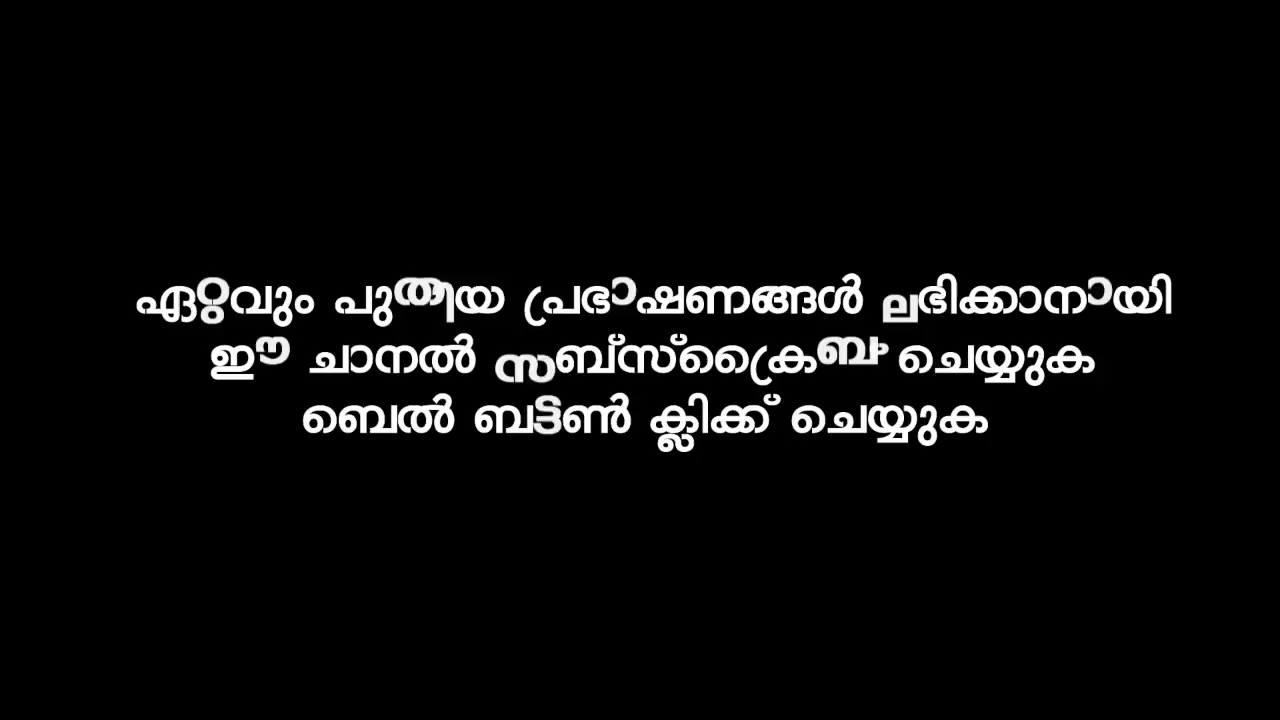 ഏറ്റവും പുതിയ പ്രഭാഷണങ്ങൾ ലഭിക്കാനായി
ഈ ചാനൽ സബ്സ്ക്രൈബ് ചെയ്യുക
ബെൽ ബട്ടൺ ക്ലിക്ക് ചെയ്യുക